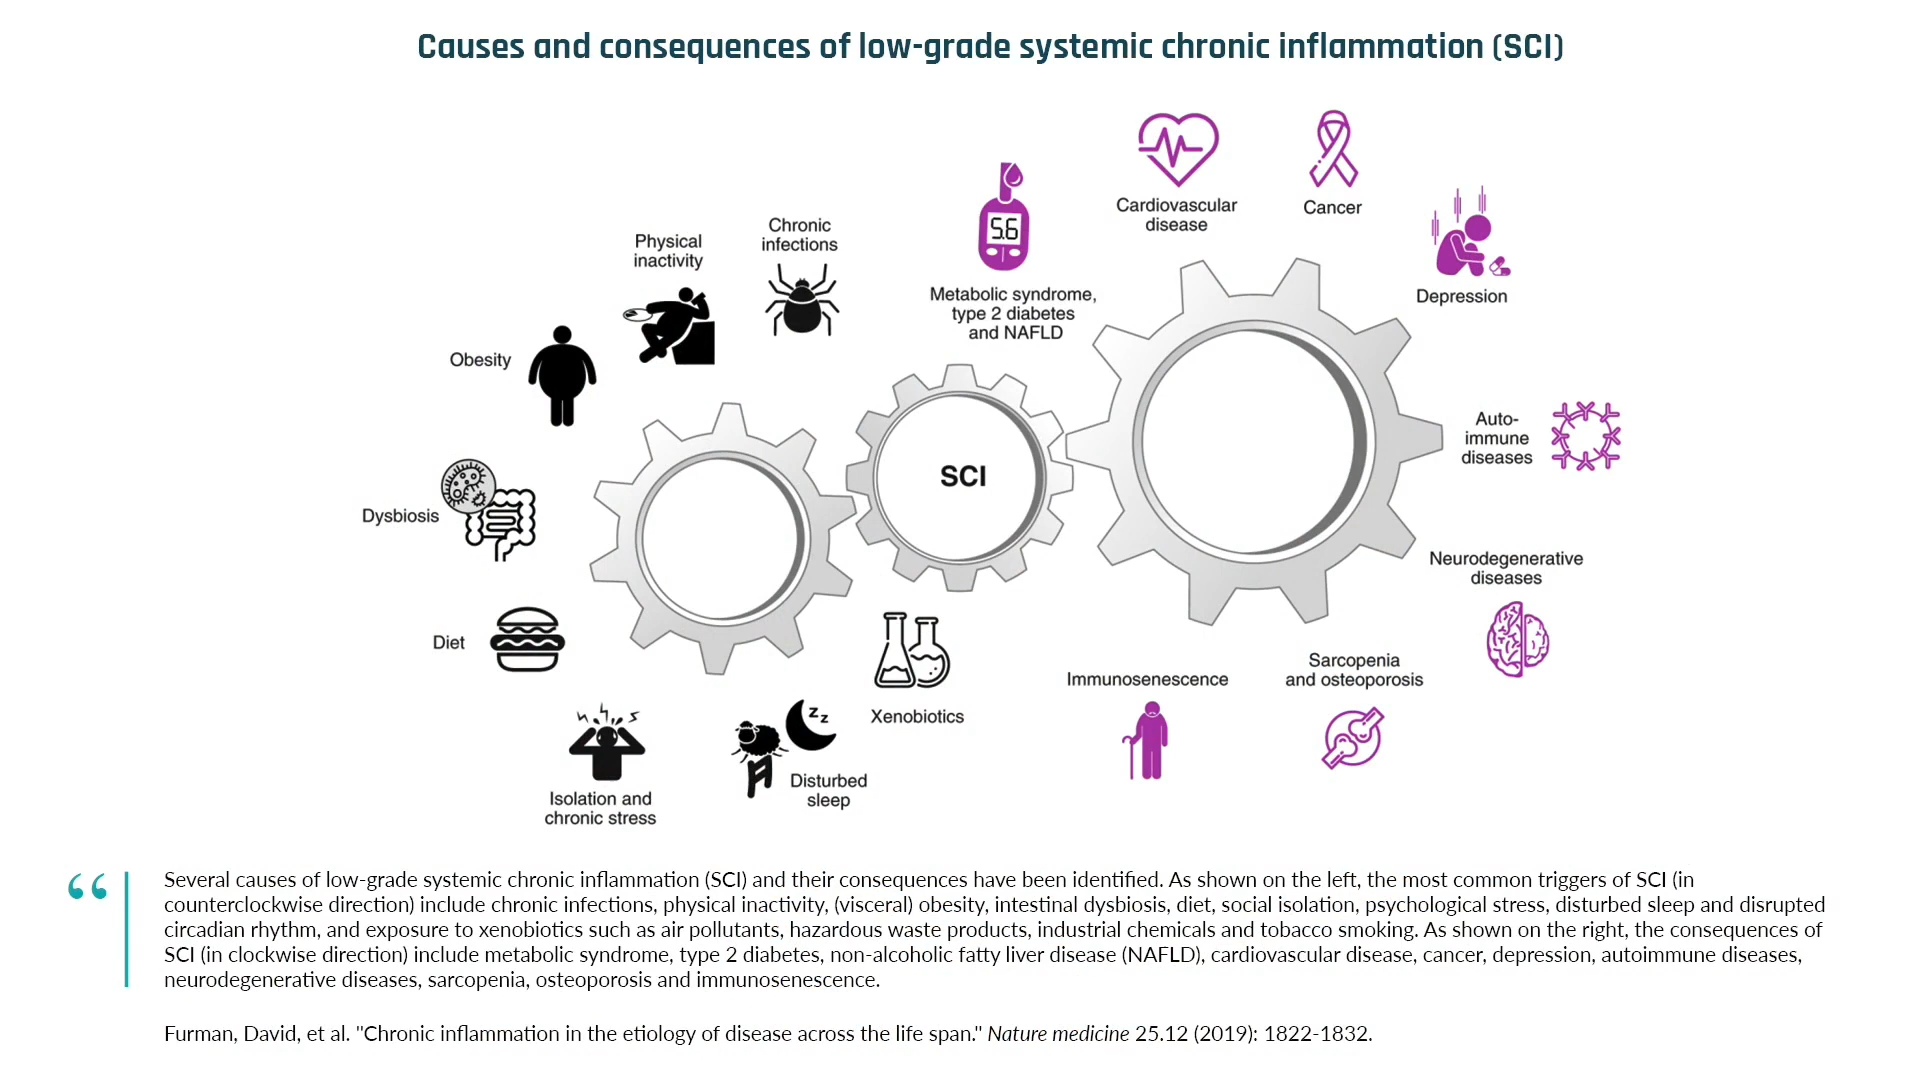 Causes and consequences of low-grade systemic chronic inflammation (SCI)
Chronic
infections
Physical
inactivity
Obesity
Dysbiosis
Diet
Isolation and
chronic stress
zz
Disturbed
sleep
Xenobiotics
SCI
5.6
Metabolic syndrome,
type 2 diabetes
and NAFLD
Cardiovascular
disease
Cancer
Depression
Auto-
immune
diseases
Neurodegenerative
diseases
Sarcopenia
and osteoporosis
Immunosenescence
“
Several causes of low-grade systemic chronic inflammation (SCI) and their consequences have been identified. As shown on the left, the most common triggers of SCI (in
counterclockwise direction) include chronic infections, physical inactivity, (visceral) obesity, intestinal dysbiosis, diet, social isolation, psychological stress, disturbed sleep and disrupted
circadian rhythm, and exposure to xenobiotics such as air pollutants, hazardous waste products, industrial chemicals and tobacco smoking. As shown on the right, the consequences of
SCI (in clockwise direction) include metabolic syndrome, type 2 diabetes, non-alcoholic fatty liver disease (NAFLD), cardiovascular disease, cancer, depression, autoimmune diseases,
neurodegenerative diseases, sarcopenia, osteoporosis and immunosenescence.
Furman, David, et al. "Chronic inflammation in the etiology of disease across the life span." Nature medicine 25.12 (2019): 1822-1832.